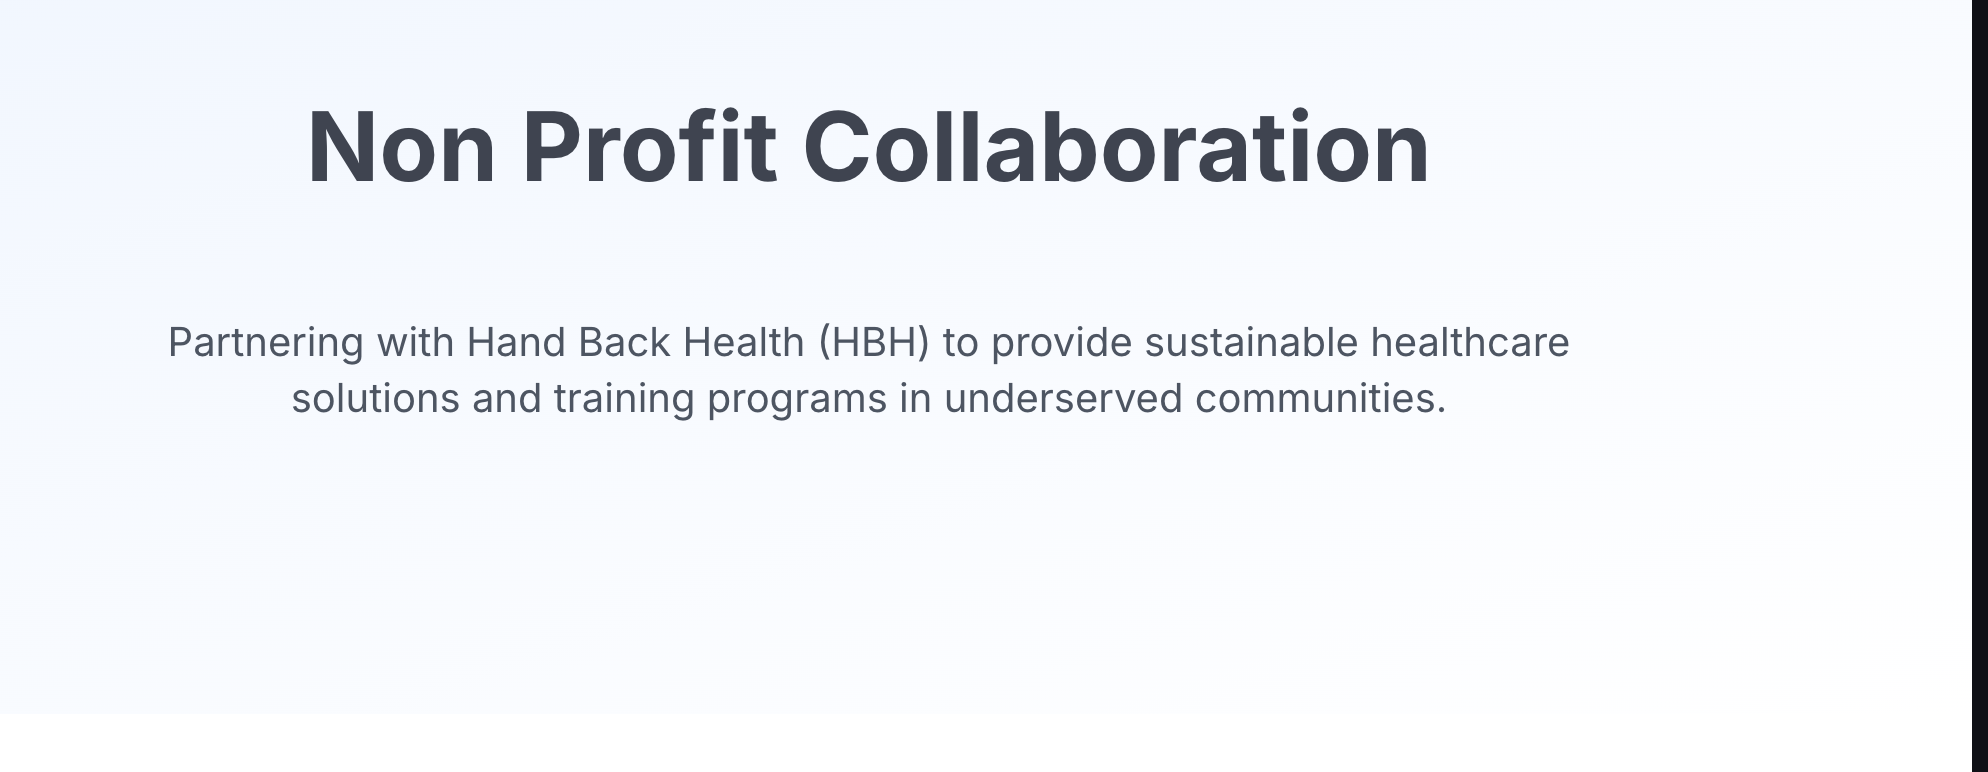 Non Profit Collaboration
Partnering with Hand Back Health (HBH) to provide sustainable healthcare
solutions and training programs in underserved communities.